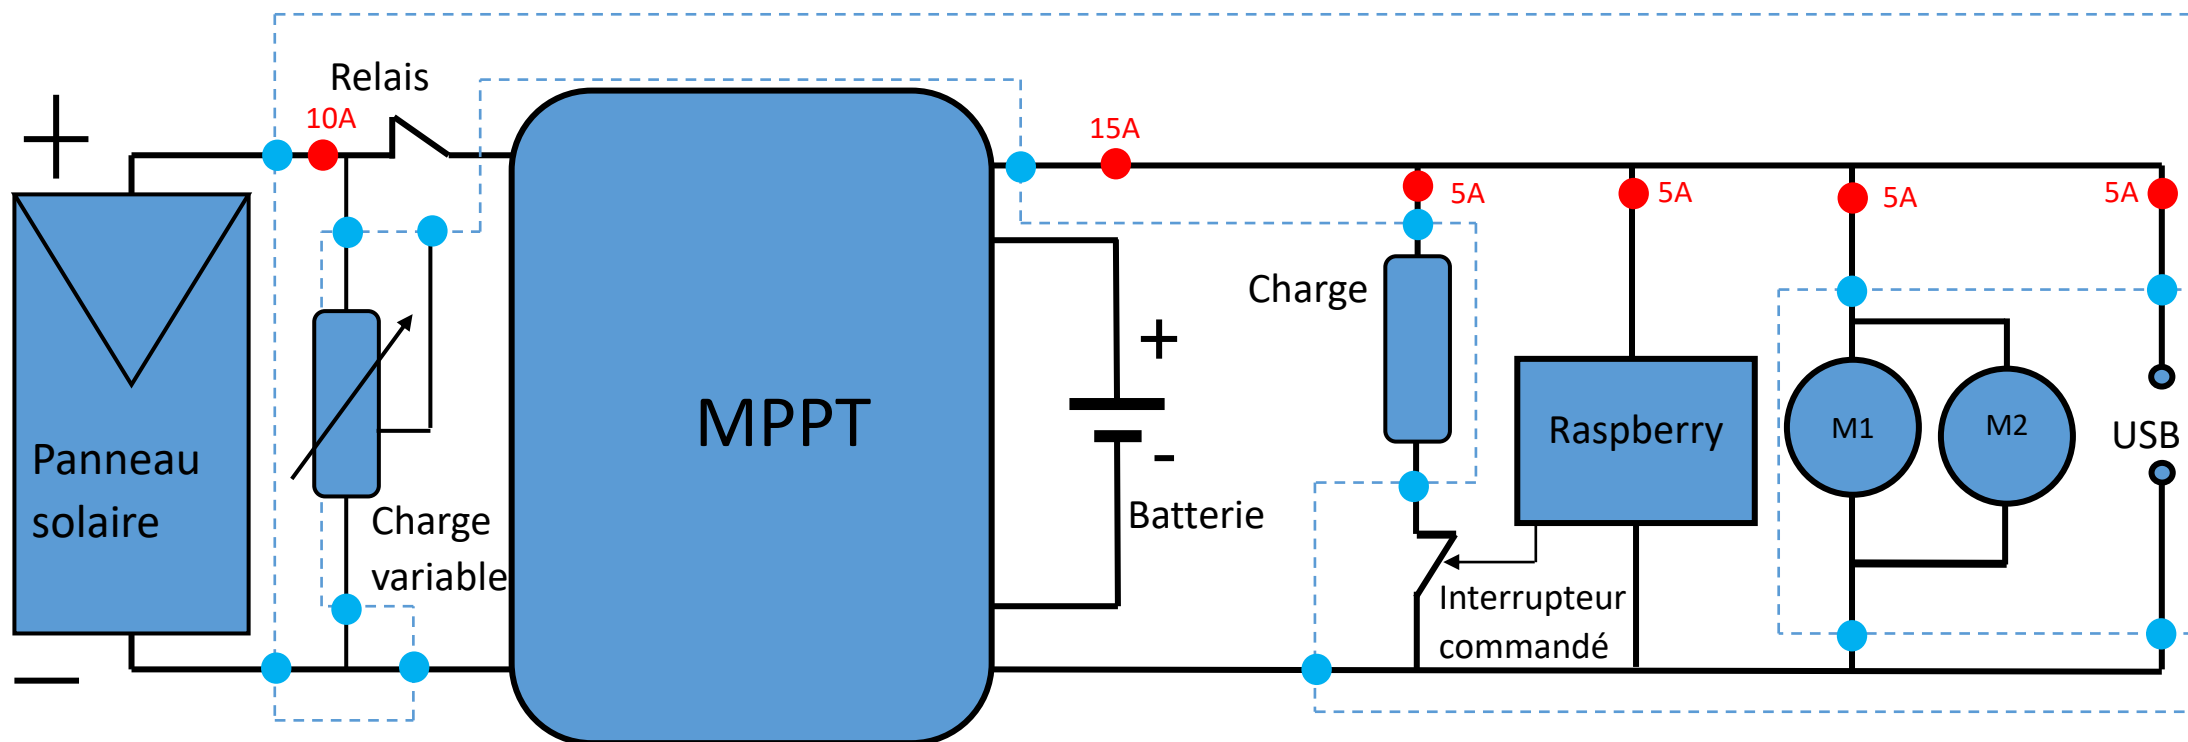 Relais
+
10A
15A
5A
5A
5A
5A
Charge
+
MPPT
Raspberry
M1
M2
USB
Panneau
solaire
-
Charge
variable
Batterie
Interrupteur
commandé
—